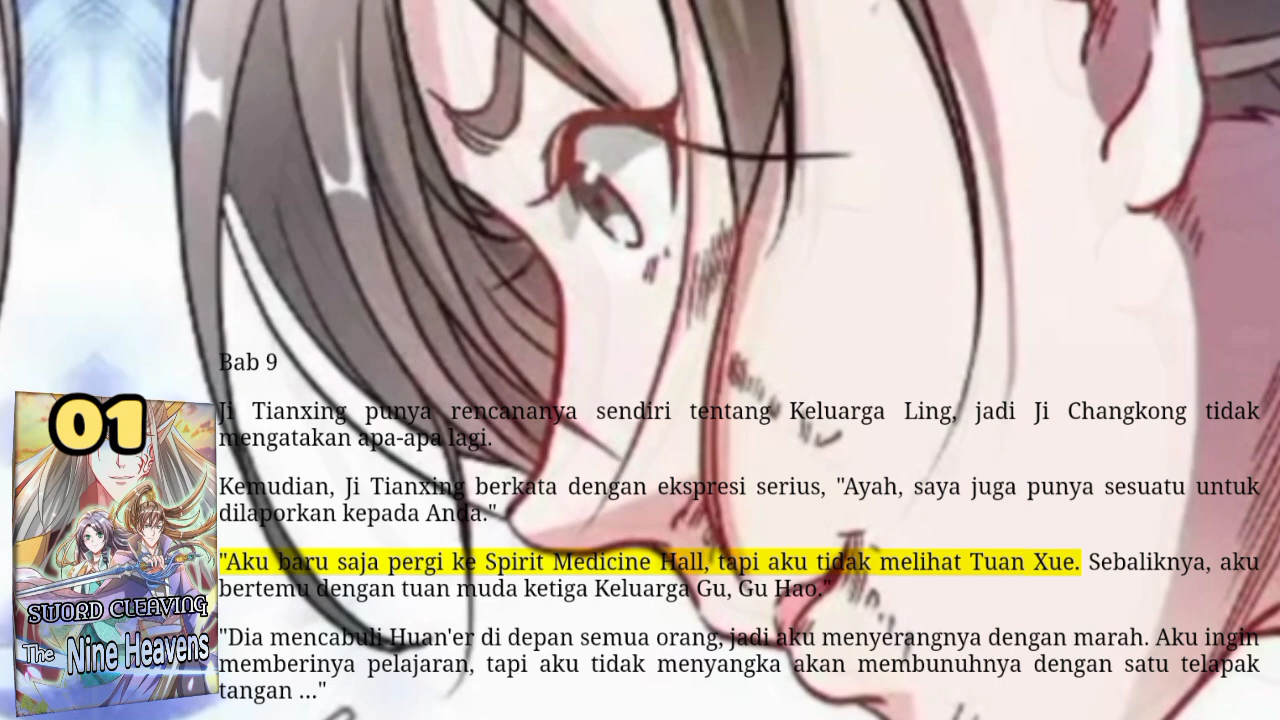 Bab 9
Ji Tianxing punya rencananya sendiri tentang Keluarga Ling, jadi Ji Changkong tidak
mengatakan apa-apa lagi.
Kemudian, Ji Tianxing berkata dengan ekspresi serius, "Ayah, saya juga punya sesuatu untuk
dilaporkan kepada Anda."
"Aku baru saja pergi ke Spirit Medicine Hall, tapi aku tidak melihat Tuan Xue. Sebaliknya, aku
bertemu dengan tuan muda ketiga Keluarga Gu, Gu Hao."
"Dia mencabuli Huan'er di depan semua orang, jadi aku menyerangnya dengan marah. Aku ingin
memberinya pelajaran, tapi aku tidak menyangka akan membunuhnya dengan satu telapak
tangan ..."
01
SWORD CLEAVING
The Nine Heavens